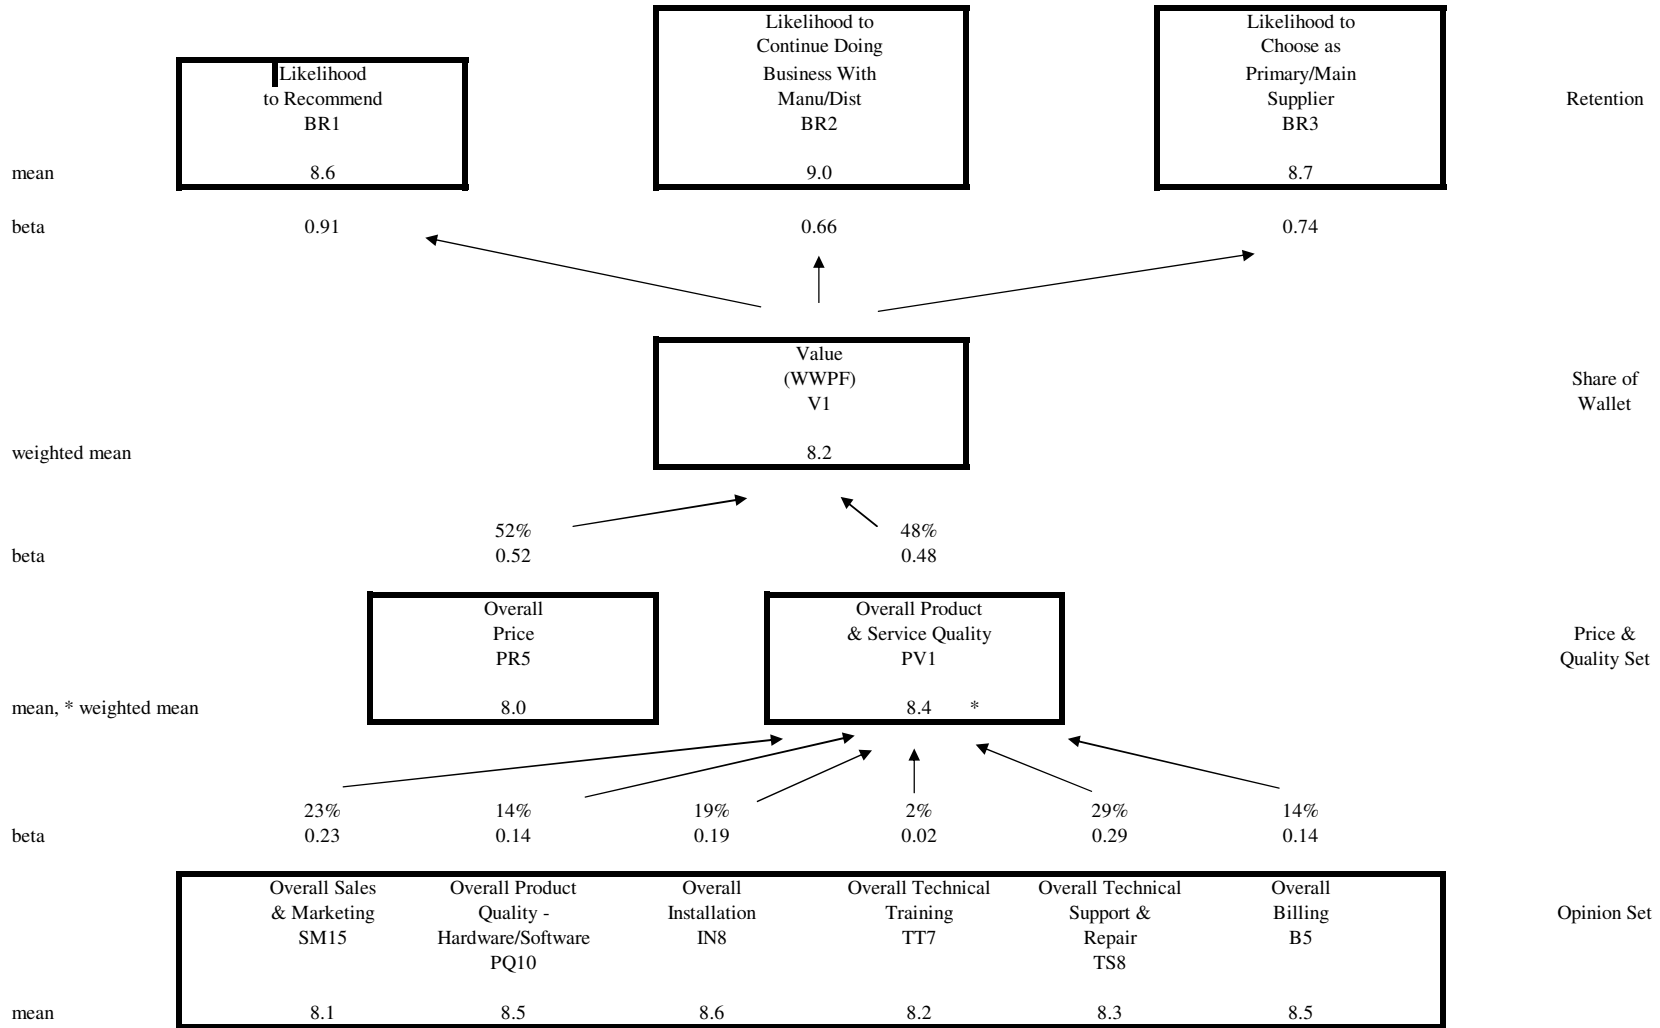 Likelihood
to Recommend
BR1
8.6
Likelihood to
Continue Doing
Business With
Manu/Dist
BR2
9.0
Likelihood to
Choose as
Primary/Main
Supplier
BR3
8.7
Retention
mean
beta
0.91
0.66
0.74
Value
(WWPF)
V1
8.2
Share of
Wallet
weighted mean
52%
48%
beta
0.52
0.48
Overall
Price
PR5
8.0
Overall Product
& Service Quality
PV1
8.4 *
Price &
Quality Set
mean, * weighted mean
23%
14%
19%
2%
29%
14%
beta
0.23
0.14
0.19
0.02
0.29
0.14
Overall Sales
& Marketing
SM15
8.1
Overall Product
Quality -
Hardware/Software
PQ10
8.5
Overall
Installation
IN8
8.6
Overall Technical
Training
TT7
8.2
Overall Technical
Support &
Repair
TS8
8.3
Overall
Billing
B5
8.5
Opinion Set
mean